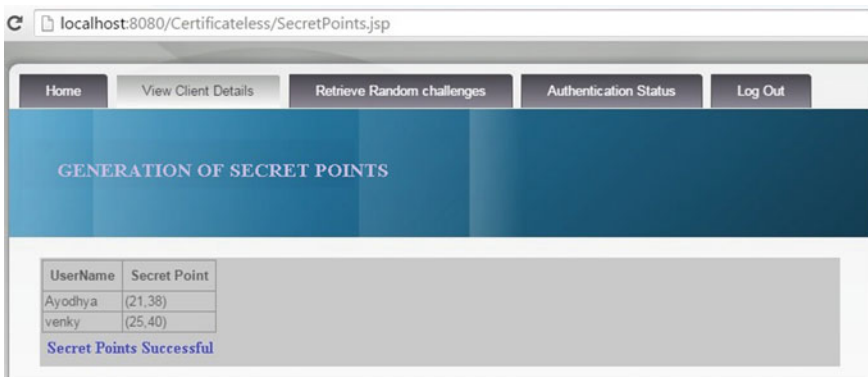 localhost:8080/Certificateless/SecretPoints.jsp
Home View Client Details Retrieve Random challenges Authentication Status Log Out
GENERATION OF SECRET POINTS
UserName Secret Point
Ayodhya (21,38)
venky (25,40)
Secret Points Successful